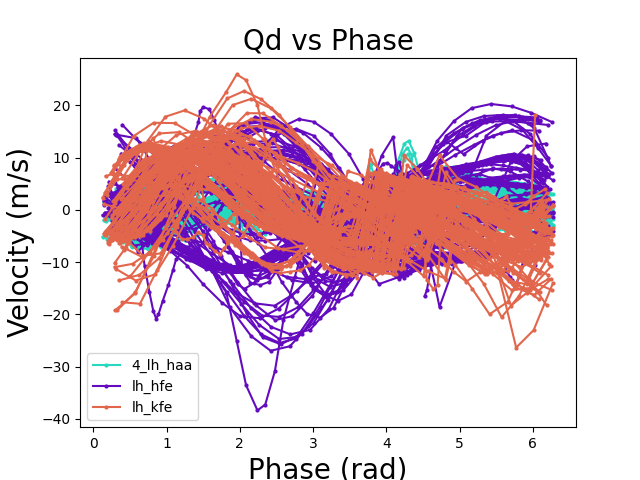 Qd vs Phase
Velocity (m/s)
20
10
0
−10
−20
−30
−40
4_lh_haa
lh_hfe
lh_kfe
0 1 2 3 4 5 6
Phase (rad)